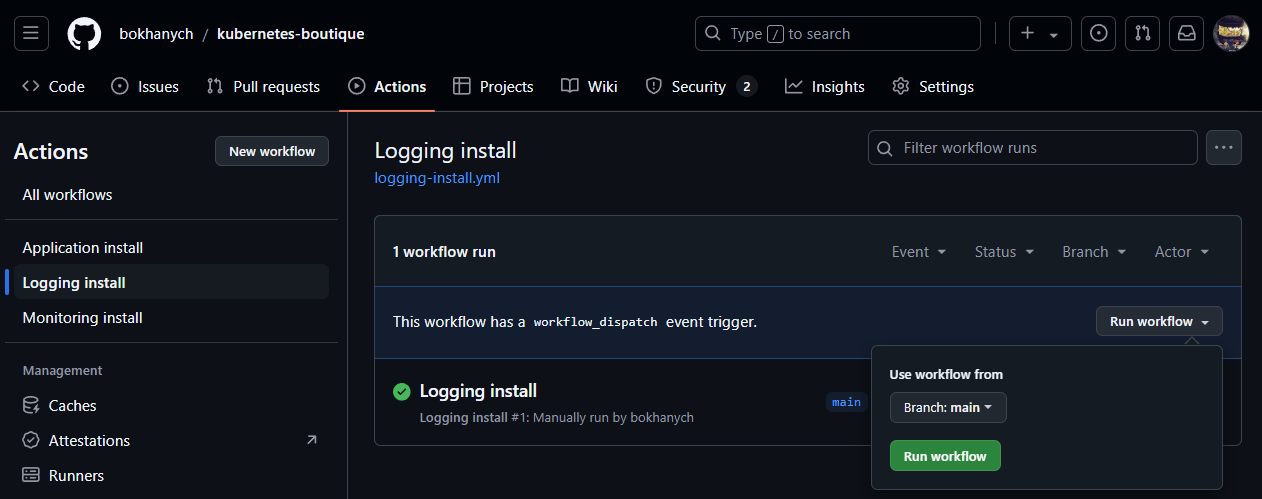 bokhanych / kubernetes-boutique
Type / to search
Code Issues Pull requests Actions Projects Wiki Security 2 Insights Settings
Actions
New workflow
All workflows
Application install
Logging install
Monitoring install
Management
Caches
Attestations
Runners
Logging install
logging-install.yml
Filter workflow runs
1 workflow run
Event Status Branch Actor
This workflow has a workflow_dispatch event trigger.
Run workflow
Logging install
Logging install #1: Manually run by bokhanych
main
Use workflow from
Branch: main
Run workflow